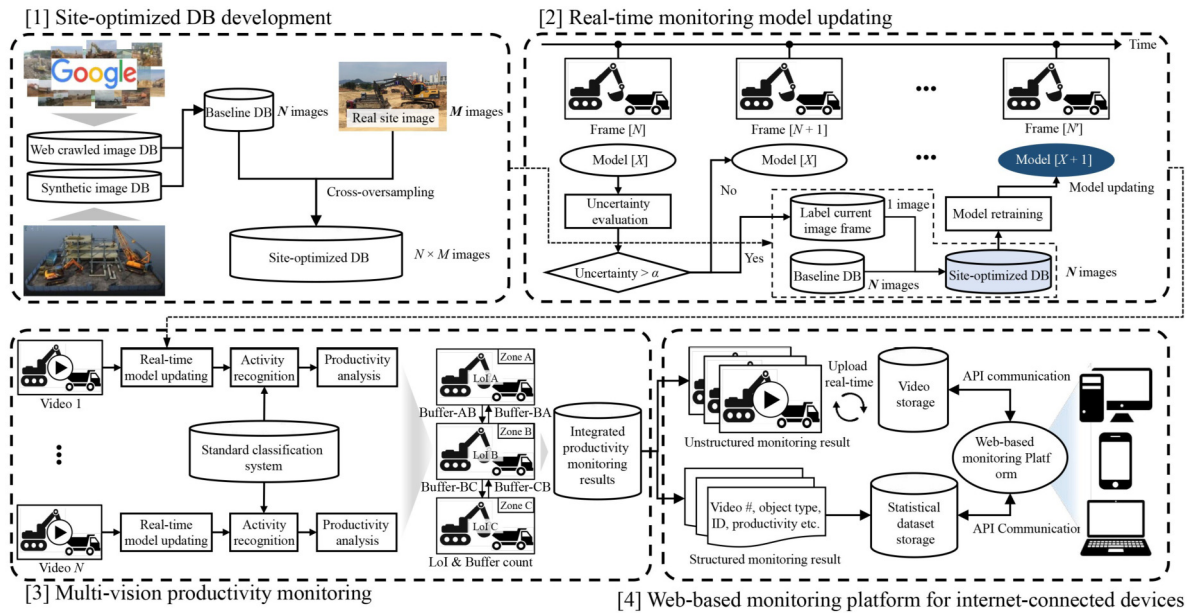 [1] Site-optimized DB development
Google
Web crawled image DB
Synthetic image DB
Baseline DB
N images
Real site image
M images
Cross-oversampling
Site-optimized DB
N × M images
[2] Real-time monitoring model updating
Time
Frame [N]
Frame [N + 1]
Frame [N']
Model [X]
Model [X]
Model [X + 1]
No
Model updating
Uncertainty
evaluation
1 image
Label current
image frame
Model retraining
Uncertainty > α
Yes
Baseline DB
N images
Site-optimized DB
N images
Video 1
Real-time
model updating
Activity
recognition
Productivity
analysis
Standard classification
system
Video N
Real-time
model updating
Activity
recognition
Productivity
analysis
Zone A
LoI A
Buffer-AB
Buffer-BA
Zone B
LoI B
Buffer-BC
Buffer-CB
Zone C
LoI C
LoI & Buffer count
Integrated
productivity
monitoring
results
[3] Multi-vision productivity monitoring
Upload
real-time
Unstructured monitoring result
Video
storage
API communication
Web-based
monitoring Platf
orm
Video #, object type,
ID, productivity etc.
Structured monitoring result
Statistical
dataset
storage
API Communication
[4] Web-based monitoring platform for internet-connected devices